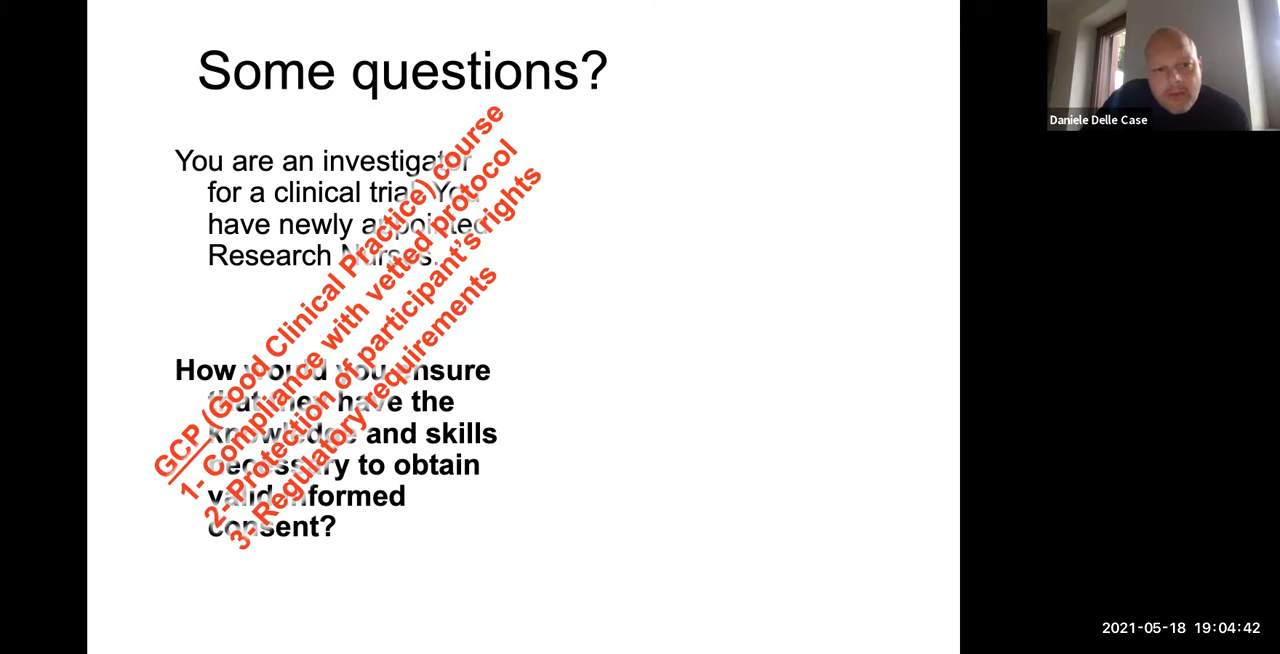 Some questions?
You are an investigator
for a clinical trial. You
have newly appointed
Research Nurses.
How would you ensure
that they have the
knowledge and skills
necessary to obtain
valid informed
consent?
GCP (Good Clinical Practice) course
1- Compliance with vetted protocol
2- Protection of participant’s rights
3- Regulatory requirements
Daniele Delle Case
2021-05-18 19:04:42